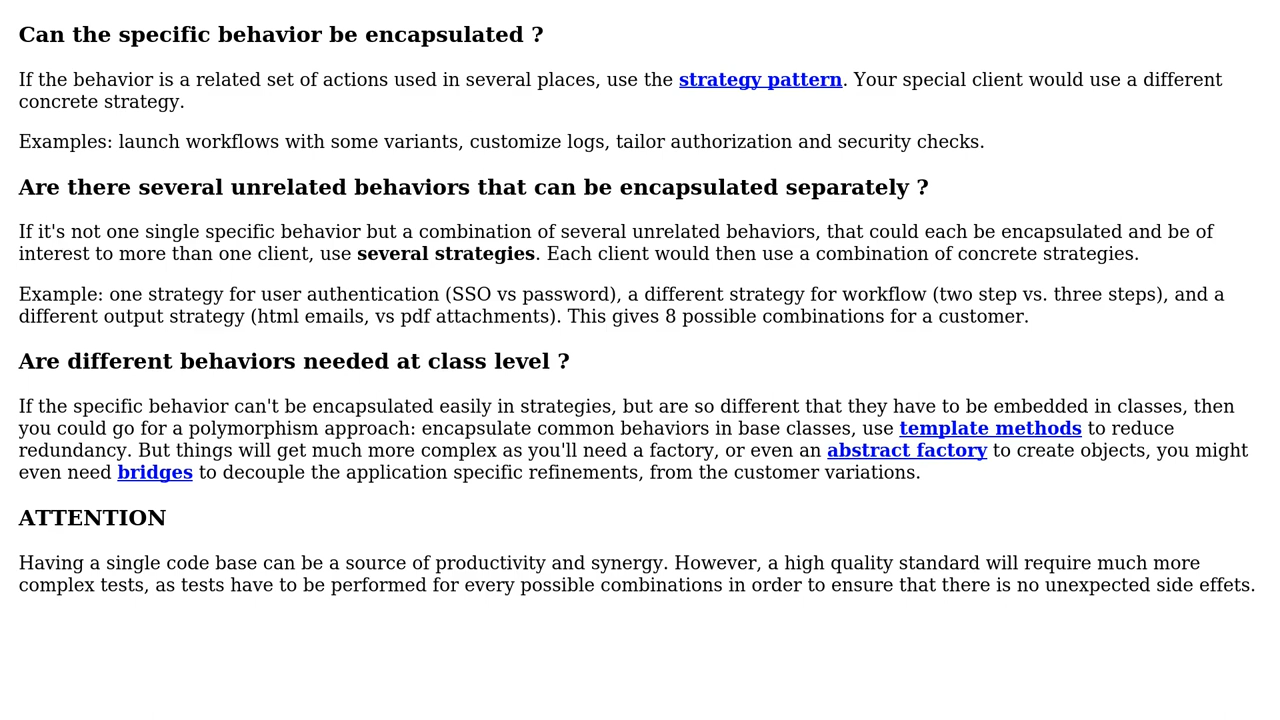 Can the specific behavior be encapsulated ?
If the behavior is a related set of actions used in several places, use the strategy pattern. Your special client would use a different
concrete strategy.
Examples: launch workflows with some variants, customize logs, tailor authorization and security checks.
Are there several unrelated behaviors that can be encapsulated separately ?
If it's not one single specific behavior but a combination of several unrelated behaviors, that could each be encapsulated and be of
interest to more than one client, use several strategies. Each client would then use a combination of concrete strategies.
Example: one strategy for user authentication (SSO vs password), a different strategy for workflow (two step vs. three steps), and a
different output strategy (html emails, vs pdf attachments). This gives 8 possible combinations for a customer.
Are different behaviors needed at class level ?
If the specific behavior can't be encapsulated easily in strategies, but are so different that they have to be embedded in classes, then
you could go for a polymorphism approach: encapsulate common behaviors in base classes, use template methods to reduce
redundancy. But things will get much more complex as you'll need a factory, or even an abstract factory to create objects, you might
even need bridges to decouple the application specific refinements, from the customer variations.
ATTENTION
Having a single code base can be a source of productivity and synergy. However, a high quality standard will require much more
complex tests, as tests have to be performed for every possible combinations in order to ensure that there is no unexpected side effets.